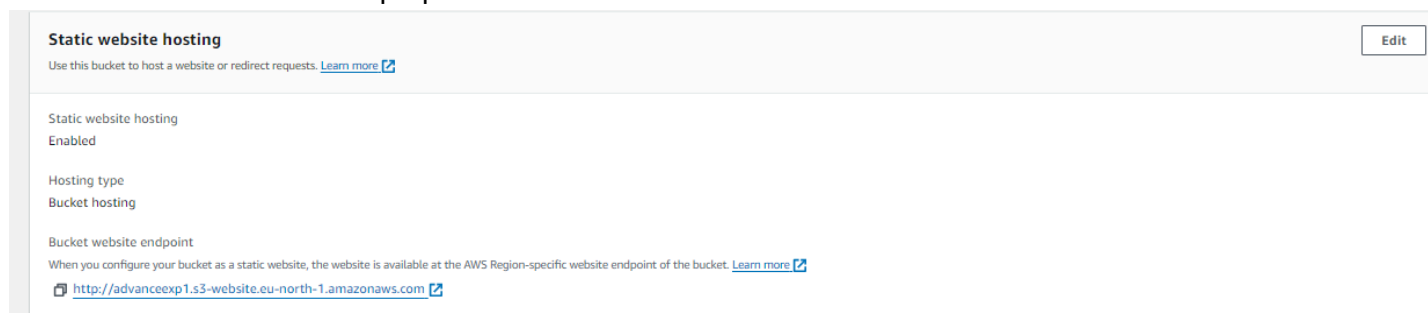 Static website hosting
Edit
Use this bucket to host a website or redirect requests. Learn more
Static website hosting
Enabled
Hosting type
Bucket hosting
Bucket website endpoint
When you configure your bucket as a static website, the website is available at the AWS Region-specific website endpoint of the bucket. Learn more
http://advanceexp1.s3-website.eu-north-1.amazonaws.com